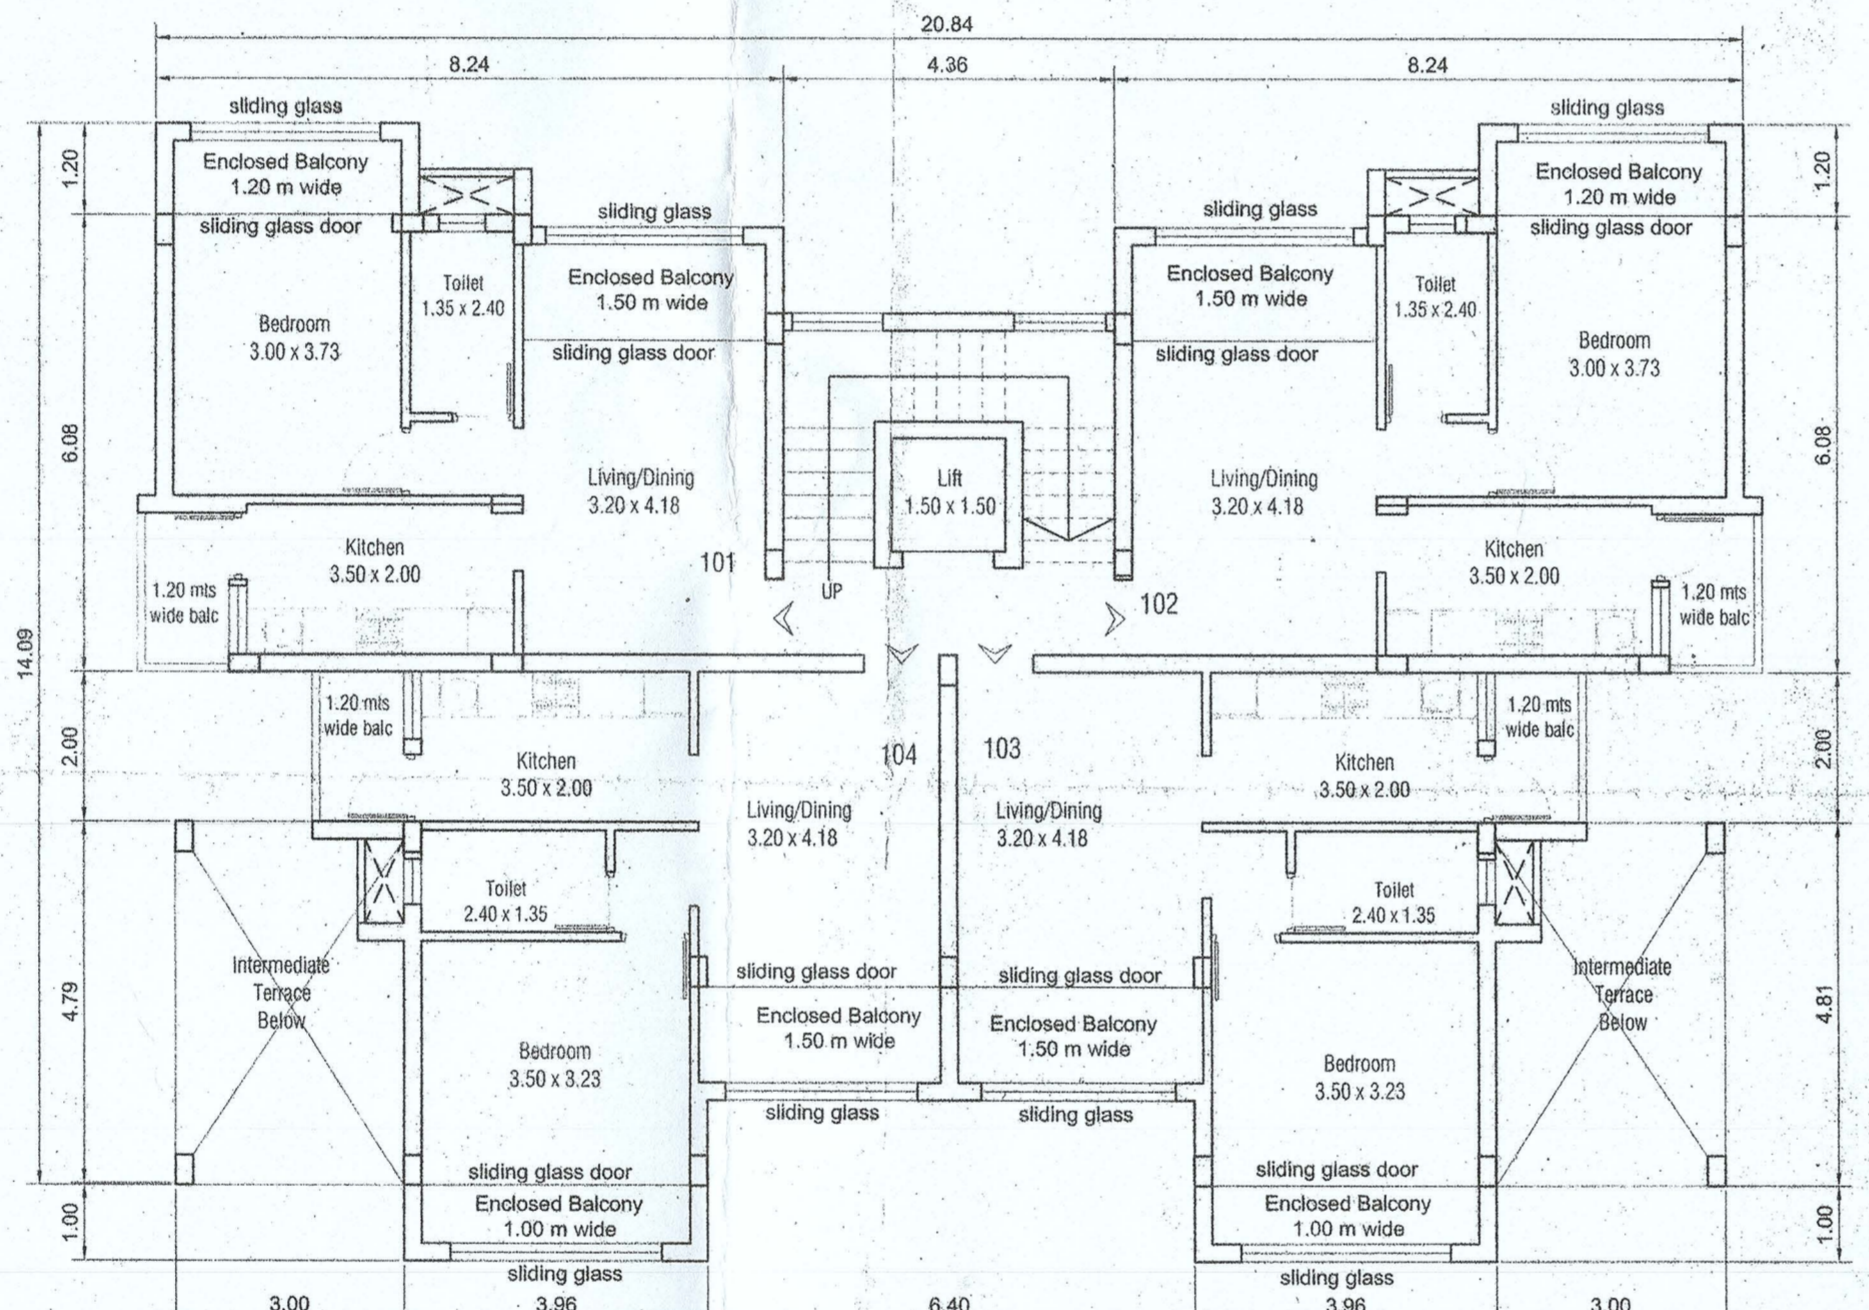 20.84
8.24
4.36
8.24
sliding glass
sliding glass
1.20
Enclosed Balcony
1.20 m wide
Enclosed Balcony
1.20 m wide
1.20
sliding glass door
sliding glass
sliding glass
sliding glass door
Toilet
1.35 x 2.40
Enclosed Balcony
1.50 m wide
Enclosed Balcony
1.50 m wide
Toilet
1.35 x 2.40
Bedroom
3.00 x 3.73
sliding glass door
sliding glass door
Bedroom
3.00 x 3.73
6.08
Living/Dining
3.20 x 4.18
Lift
1.50 x 1.50
Living/Dining
3.20 x 4.18
6.08
Kitchen
3.50 x 2.00
101
Kitchen
3.50 x 2.00
1.20 mts
wide balc
UP
102
1.20 mts
wide balc
14.09
1.20 mts
wide balc
1.20 mts
wide balc
2.00
Kitchen
3.50 x 2.00
104
103
Kitchen
3.50 x 2.00
2.00
Living/Dining
3.20 x 4.18
Living/Dining
3.20 x 4.18
Toilet
2.40 x 1.35
Toilet
2.40 x 1.35
Intermediate
Terrace
Below
sliding glass door
sliding glass door
Intermediate
Terrace
Below
4.79
Enclosed Balcony
1.50 m wide
Enclosed Balcony
1.50 m wide
4.81
Bedroom
3.50 x 3.23
Bedroom
3.50 x 3.23
sliding glass
sliding glass
sliding glass door
sliding glass door
1.00
Enclosed Balcony
1.00 m wide
Enclosed Balcony
1.00 m wide
1.00
sliding glass
sliding glass
3.00
3.96
6.40
3.96
3.00